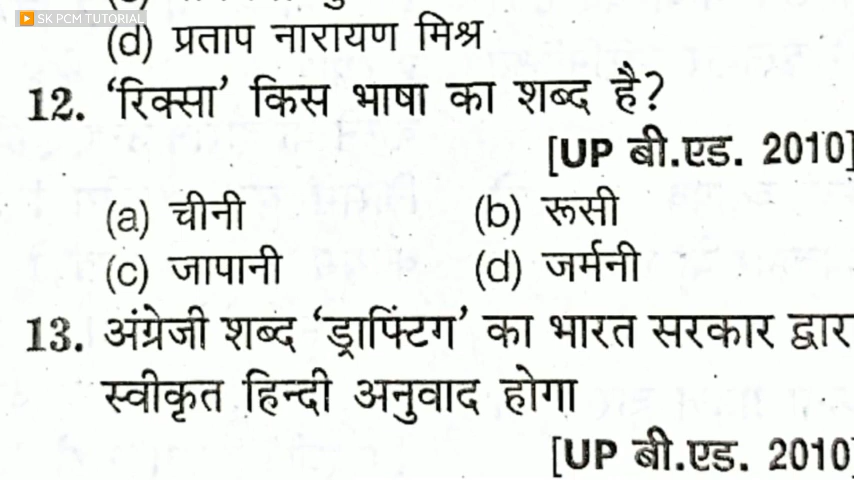 SK PCM TUTORIAL
(d) प्रताप नारायण मिश्र
12. ‘रिक्सा’ किस भाषा का शब्द है?
[UP बी.एड. 2010]
(a) चीनी (b) रूसी
(c) जापानी (d) जर्मनी
13. अंग्रेजी शब्द ‘ड्राफ्टिंग’ का भारत सरकार द्वार
स्वीकृत हिन्दी अनुवाद होगा
[UP बी.एड. 2010]